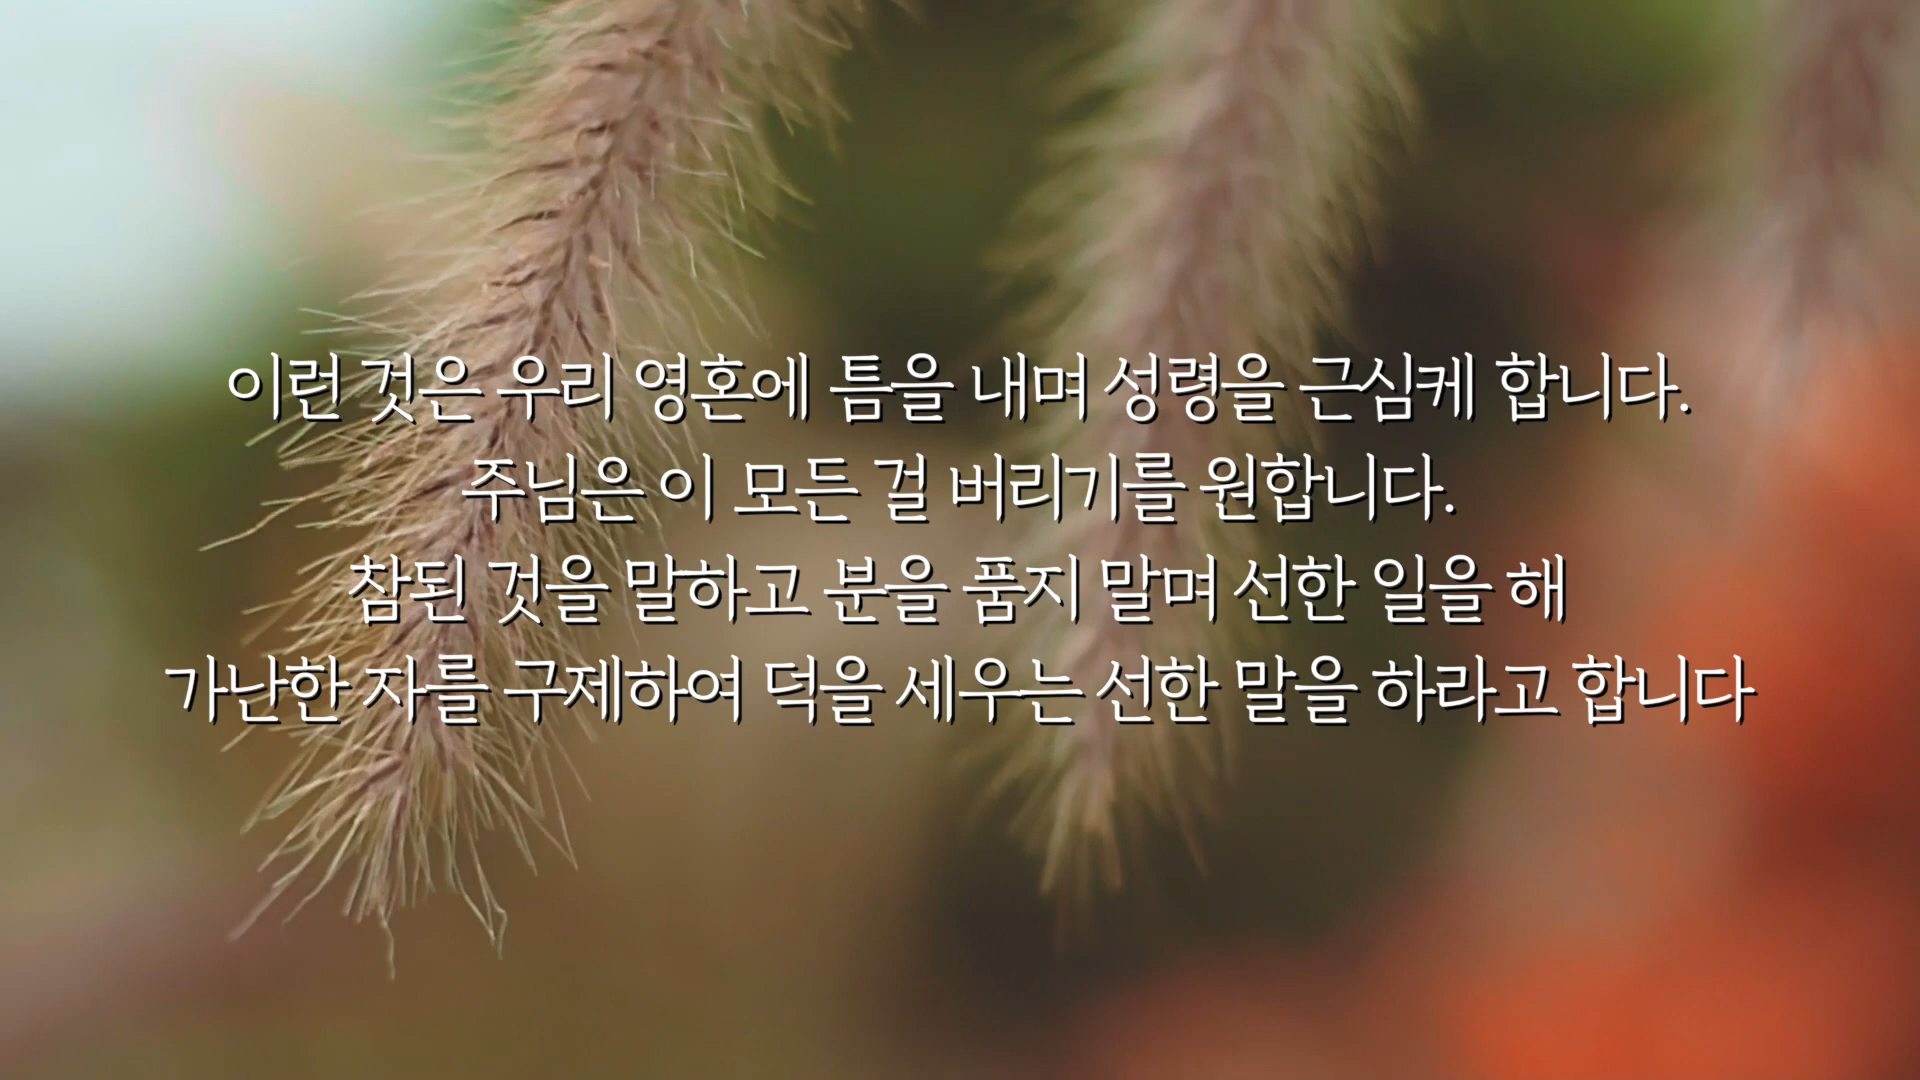 이런 것은 우리 영혼에 틈을 내며 성령을 근심케 합니다.
주님은 이 모든 걸 버리기를 원합니다.
참된 것을 말하고 분을 품지 말며 선한 일을 해
가난한 자를 구제하여 덕을 세우는 선한 말을 하라고 합니다